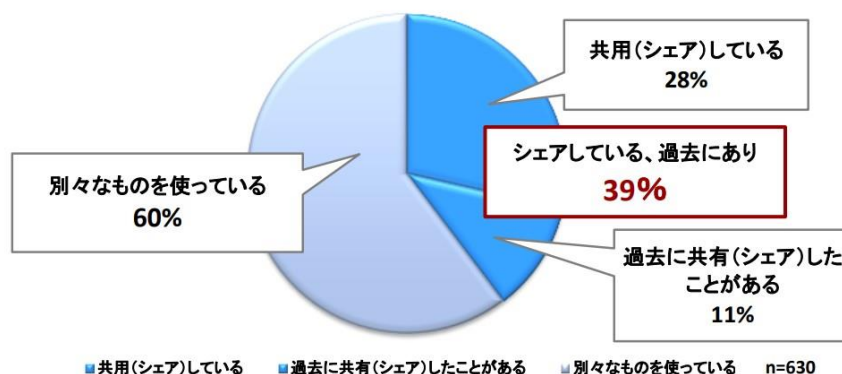 共用(シェア)している
28%
シェアしている、過去にあり
39%
別々なものを使っている
60%
過去に共有(シェア)した
ことがある
11%
共用(シェア)している 過去に共有(シェア)したことがある 別々なものを使っている n=630